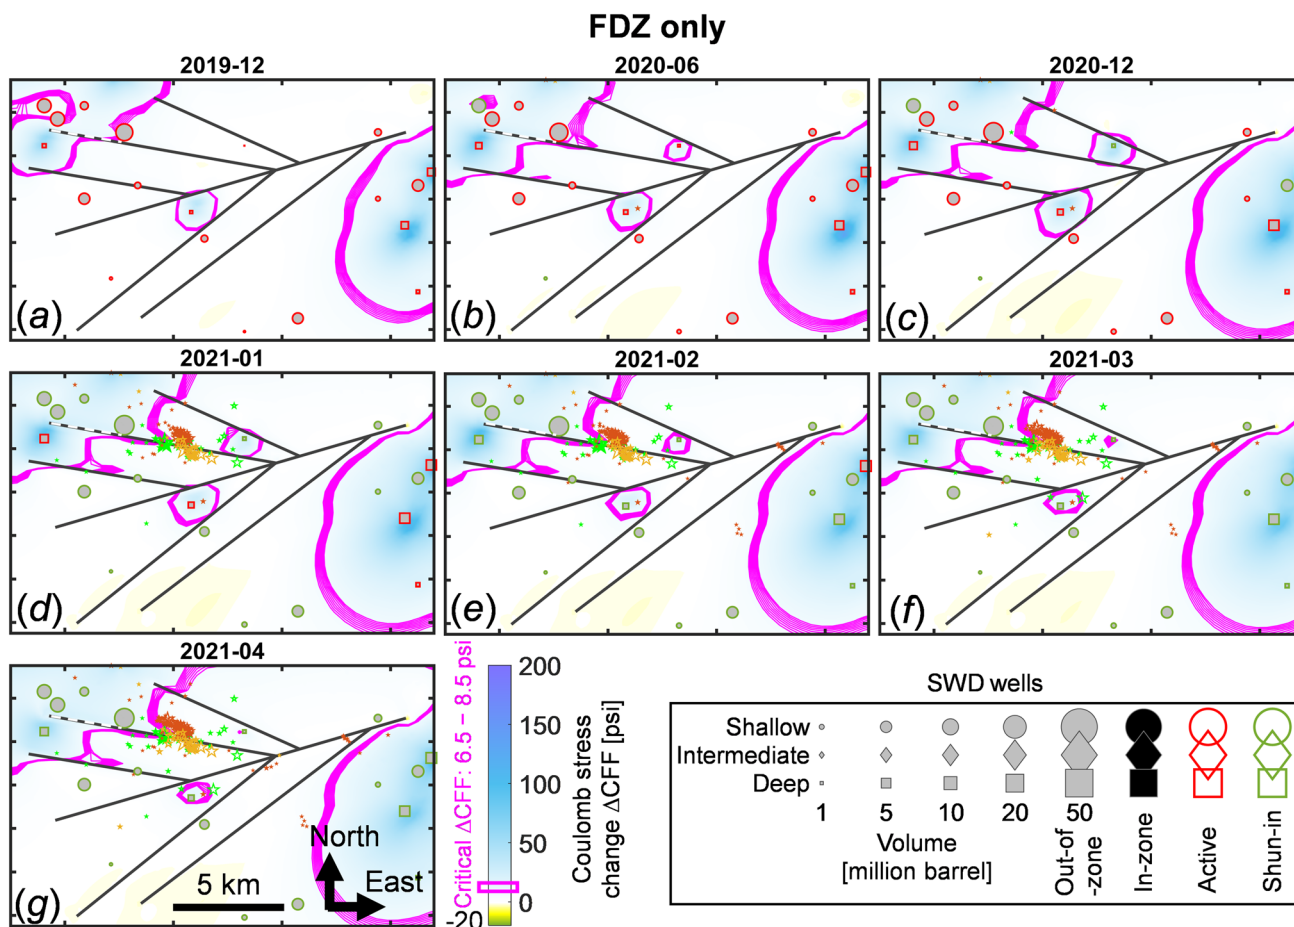 FDZ only
2019-12
2020-06
2020-12
(a)
(b)
(c)
2021-01
2021-02
2021-03
(d)
(e)
(f)
2021-04
(g)
5 km
North
East
Critical ΔCFF: 6.5 – 8.5 psi
200
150
100
50
0
-20
Coulomb stress
change ΔCFF [psi]
SWD wells
Shallow
Intermediate
Deep
1
5
10
20
50
Volume
[million barrel]
Out-of
-zone
In-zone
Active
Shun-in